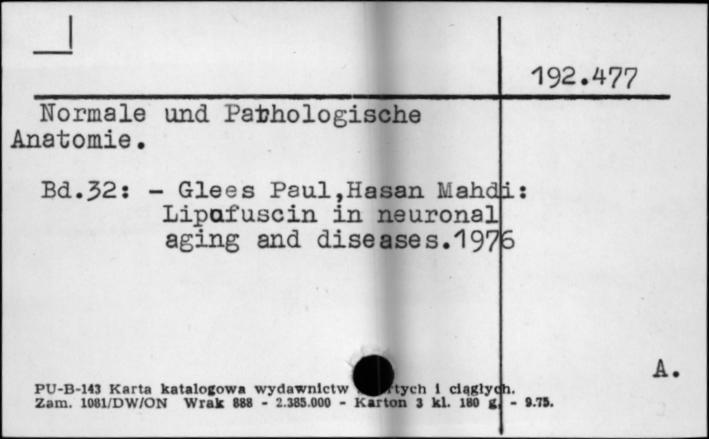 192.477
Normale und Pathologische
Anatomie.
Bd.32: - Glees Paul,Hasan Mahdi:
Lipofuscin in neuronal
aging and diseases.1976
A.
PU-B-143 Karta katalogowa wydawnictw rtych i ciągłych.
Zam. 1081/DW/ON Wrak 888 - 2.385.000 - Karton 3 kl. 180 g. - 9.75.